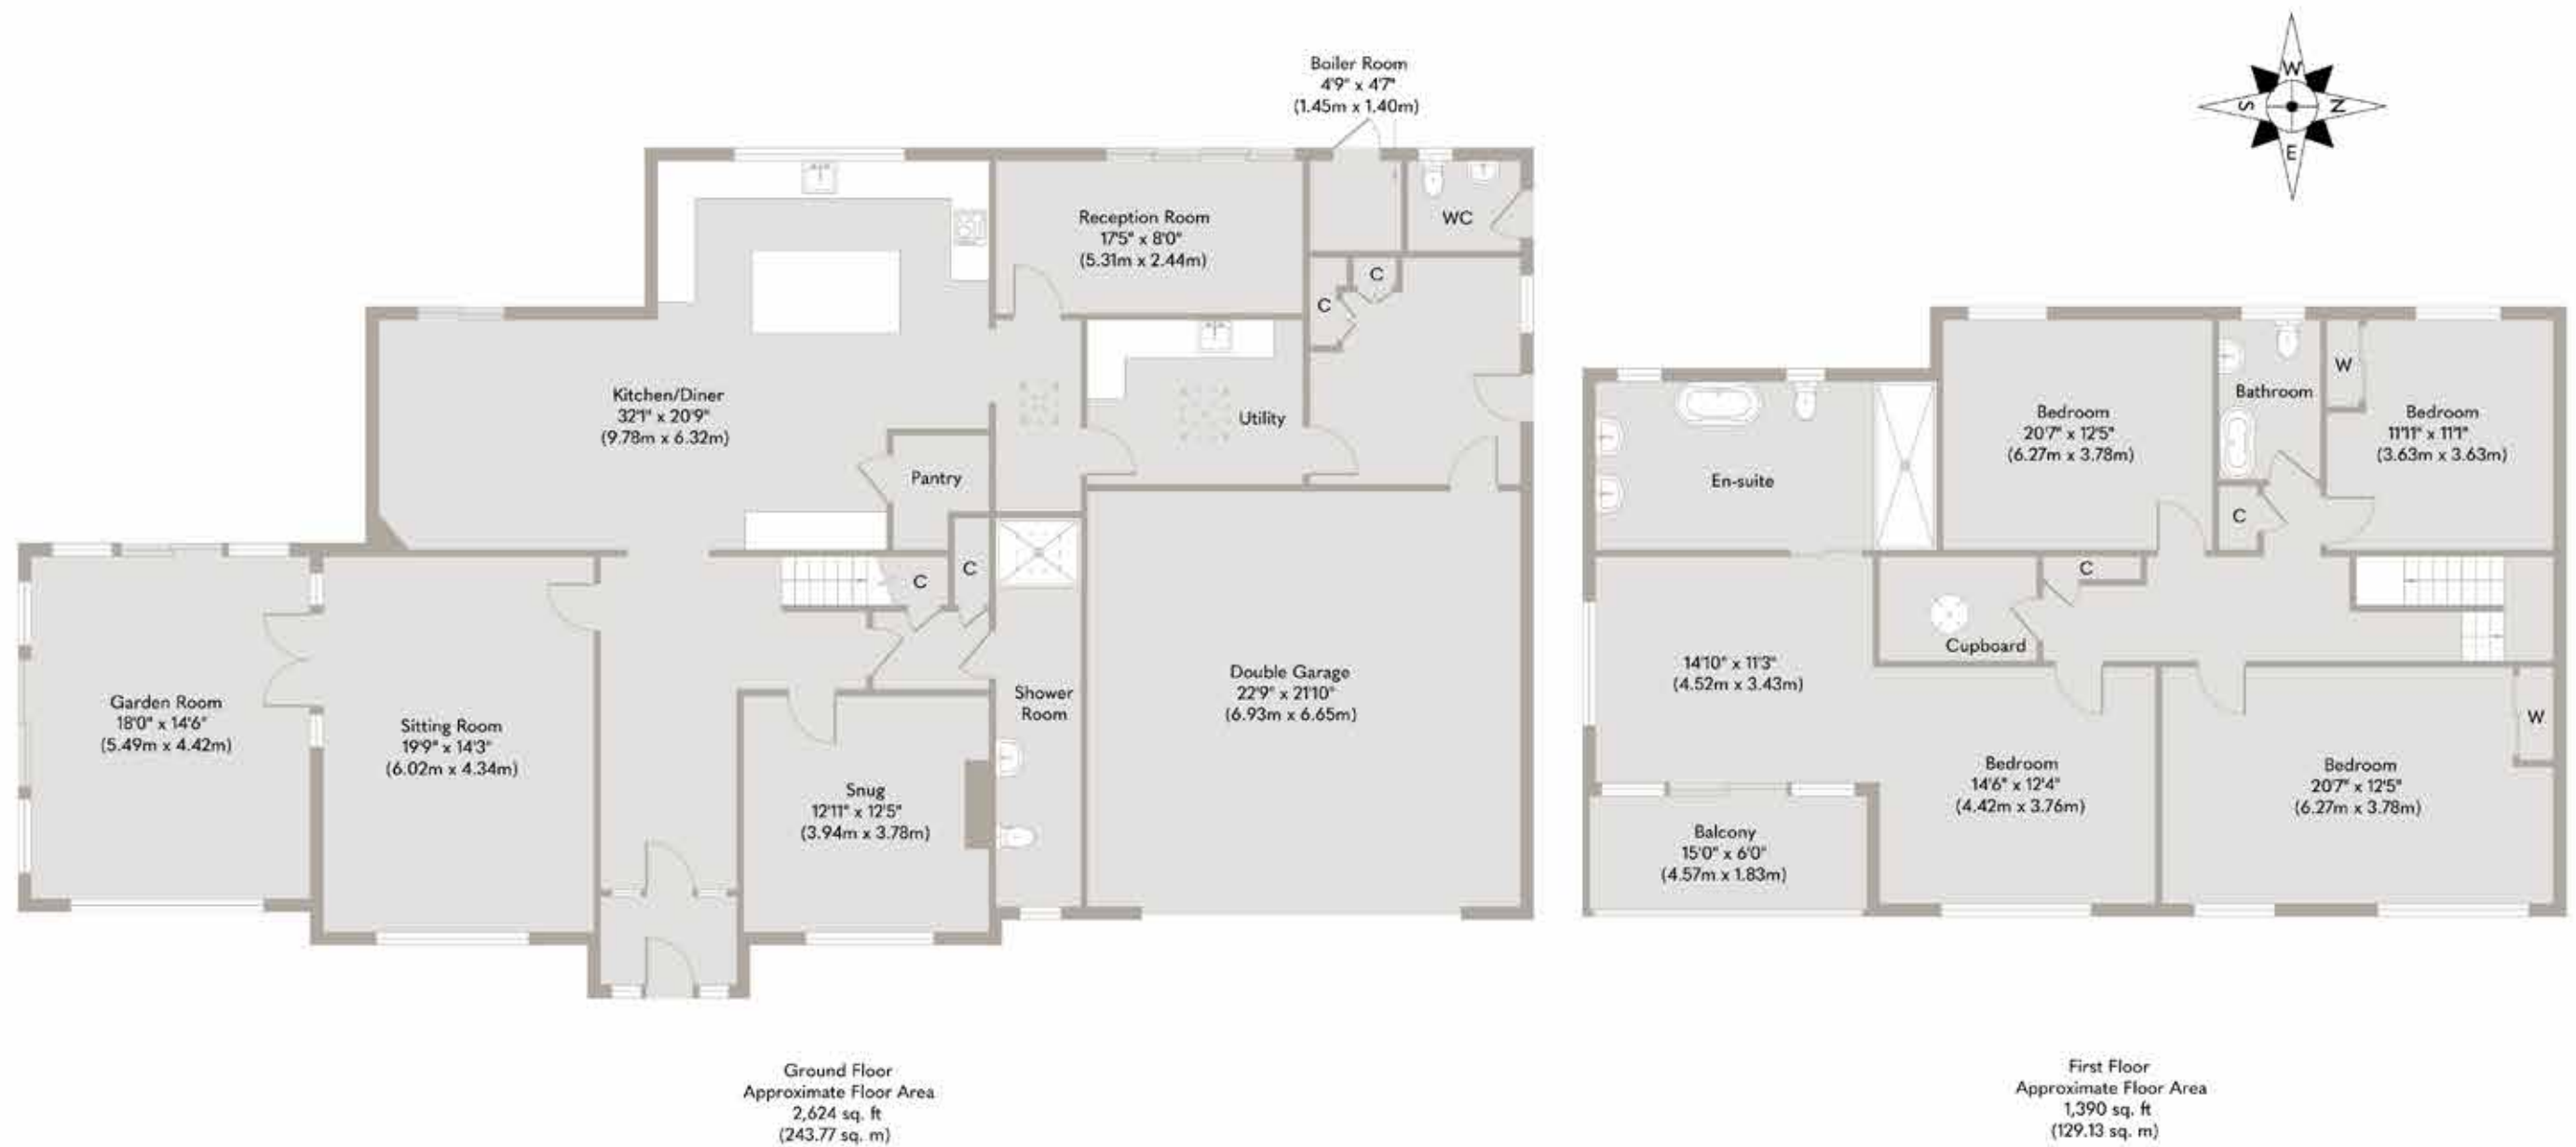 Boiler Room
4'9" x 4'7"
(1.45m x 1.40m)
W
S
N
E
Reception Room
17'5" x 8'0"
(5.31m x 2.44m)
WC
C
C
Kitchen/Diner
32'1" x 20'9"
(9.78m x 6.32m)
Utility
Pantry
C
C
Garden Room
18'0" x 14'6"
(5.49m x 4.42m)
Sitting Room
19'9" x 14'3"
(6.02m x 4.34m)
Snug
12'11" x 12'5"
(3.94m x 3.78m)
Shower
Room
Double Garage
22'9" x 21'10"
(6.93m x 6.65m)
Ground Floor
Approximate Floor Area
2,624 sq. ft
(243.77 sq. m)
En-suite
Bedroom
20'7" x 12'5"
(6.27m x 3.78m)
Bathroom
W
Bedroom
11'11" x 11'1"
(3.63m x 3.63m)
C
C
Cupboard
14'10" x 11'3"
(4.52m x 3.43m)
Balcony
15'0" x 6'0"
(4.57m x 1.83m)
Bedroom
14'6" x 12'4"
(4.42m x 3.76m)
Bedroom
20'7" x 12'5"
(6.27m x 3.78m)
W
First Floor
Approximate Floor Area
1,390 sq. ft
(129.13 sq. m)